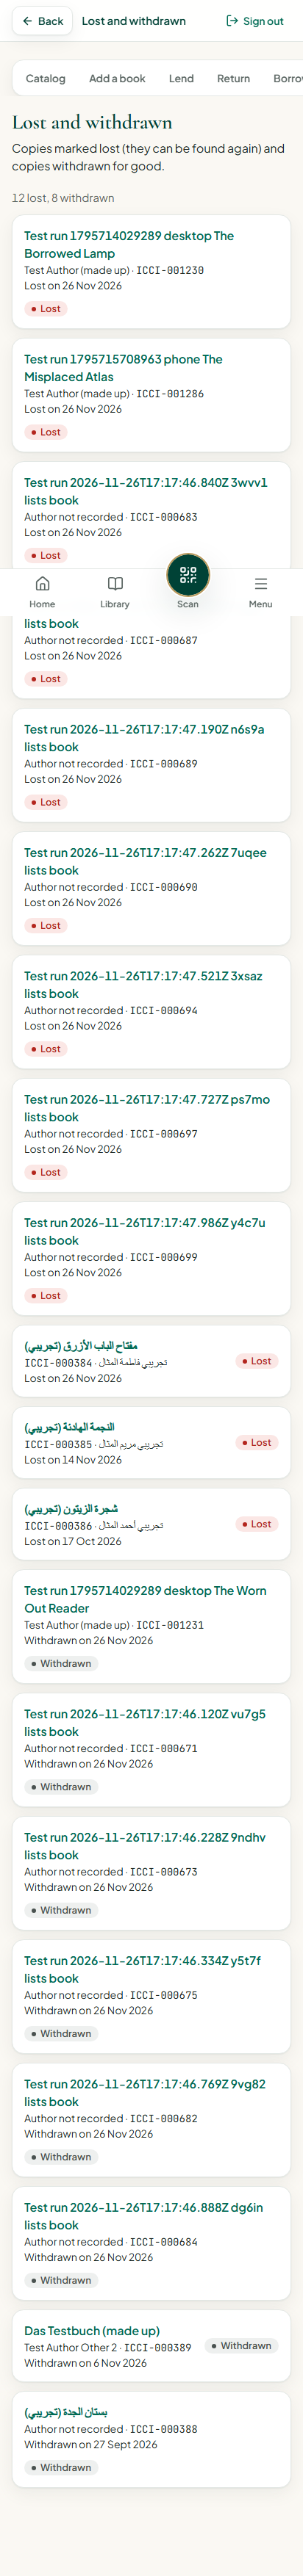 Back
Lost and withdrawn
Sign out
Catalog
Add a book
Lend
Return
Lost and withdrawn
Copies marked lost (they can be found again) and
copies withdrawn for good.
12 lost, 8 withdrawn
Test run 1795714029289 desktop The
Borrowed Lamp
Test Author (made up) · ICCI-001230
Lost on 26 Nov 2026
Lost
Test run 1795715708963 phone The
Misplaced Atlas
Test Author (made up) · ICCI-001286
Lost on 26 Nov 2026
Lost
Test run 2026-11-26T17:17:46.840Z 3wvv1
lists book
Author not recorded · ICCI-000683
Lost on 26 Nov 2026
Lost
Home
Library
Scan
Menu
lists book
Author not recorded · ICCI-000687
Lost on 26 Nov 2026
Lost
Test run 2026-11-26T17:17:47.190Z n6s9a
lists book
Author not recorded · ICCI-000689
Lost on 26 Nov 2026
Lost
Test run 2026-11-26T17:17:47.262Z 7uqee
lists book
Author not recorded · ICCI-000690
Lost on 26 Nov 2026
Lost
Test run 2026-11-26T17:17:47.521Z 3xsaz
lists book
Author not recorded · ICCI-000694
Lost on 26 Nov 2026
Lost
Test run 2026-11-26T17:17:47.727Z ps7mo
lists book
Author not recorded · ICCI-000697
Lost on 26 Nov 2026
Lost
Test run 2026-11-26T17:17:47.986Z y4c7u
lists book
Author not recorded · ICCI-000699
Lost on 26 Nov 2026
Lost
مفتاح الباب الأزرق (تجريبي)
تجريبي فاطمة المثال · ICCI-000384
Lost on 26 Nov 2026
Lost
النجمة الهادئة (تجريبي)
تجريبي مريم المثال · ICCI-000385
Lost on 14 Nov 2026
Lost
شجرة الزيتون (تجريبي)
تجريبي أحمد المثال · ICCI-000386
Lost on 17 Oct 2026
Lost
Test run 1795714029289 desktop The Worn
Out Reader
Test Author (made up) · ICCI-001231
Withdrawn on 26 Nov 2026
Withdrawn
Test run 2026-11-26T17:17:46.120Z vu7g5
lists book
Author not recorded · ICCI-000671
Withdrawn on 26 Nov 2026
Withdrawn
Test run 2026-11-26T17:17:46.228Z 9ndhv
lists book
Author not recorded · ICCI-000673
Withdrawn on 26 Nov 2026
Withdrawn
Test run 2026-11-26T17:17:46.334Z y5t7f
lists book
Author not recorded · ICCI-000675
Withdrawn on 26 Nov 2026
Withdrawn
Test run 2026-11-26T17:17:46.769Z 9vg82
lists book
Author not recorded · ICCI-000682
Withdrawn on 26 Nov 2026
Withdrawn
Test run 2026-11-26T17:17:46.888Z dg6in
lists book
Author not recorded · ICCI-000684
Withdrawn on 26 Nov 2026
Withdrawn
Das Testbuch (made up)
Test Author Other 2 · ICCI-000389
Withdrawn on 6 Nov 2026
Withdrawn
بستان الجدة (تجريبي)
Author not recorded · ICCI-000388
Withdrawn on 27 Sept 2026
Withdrawn